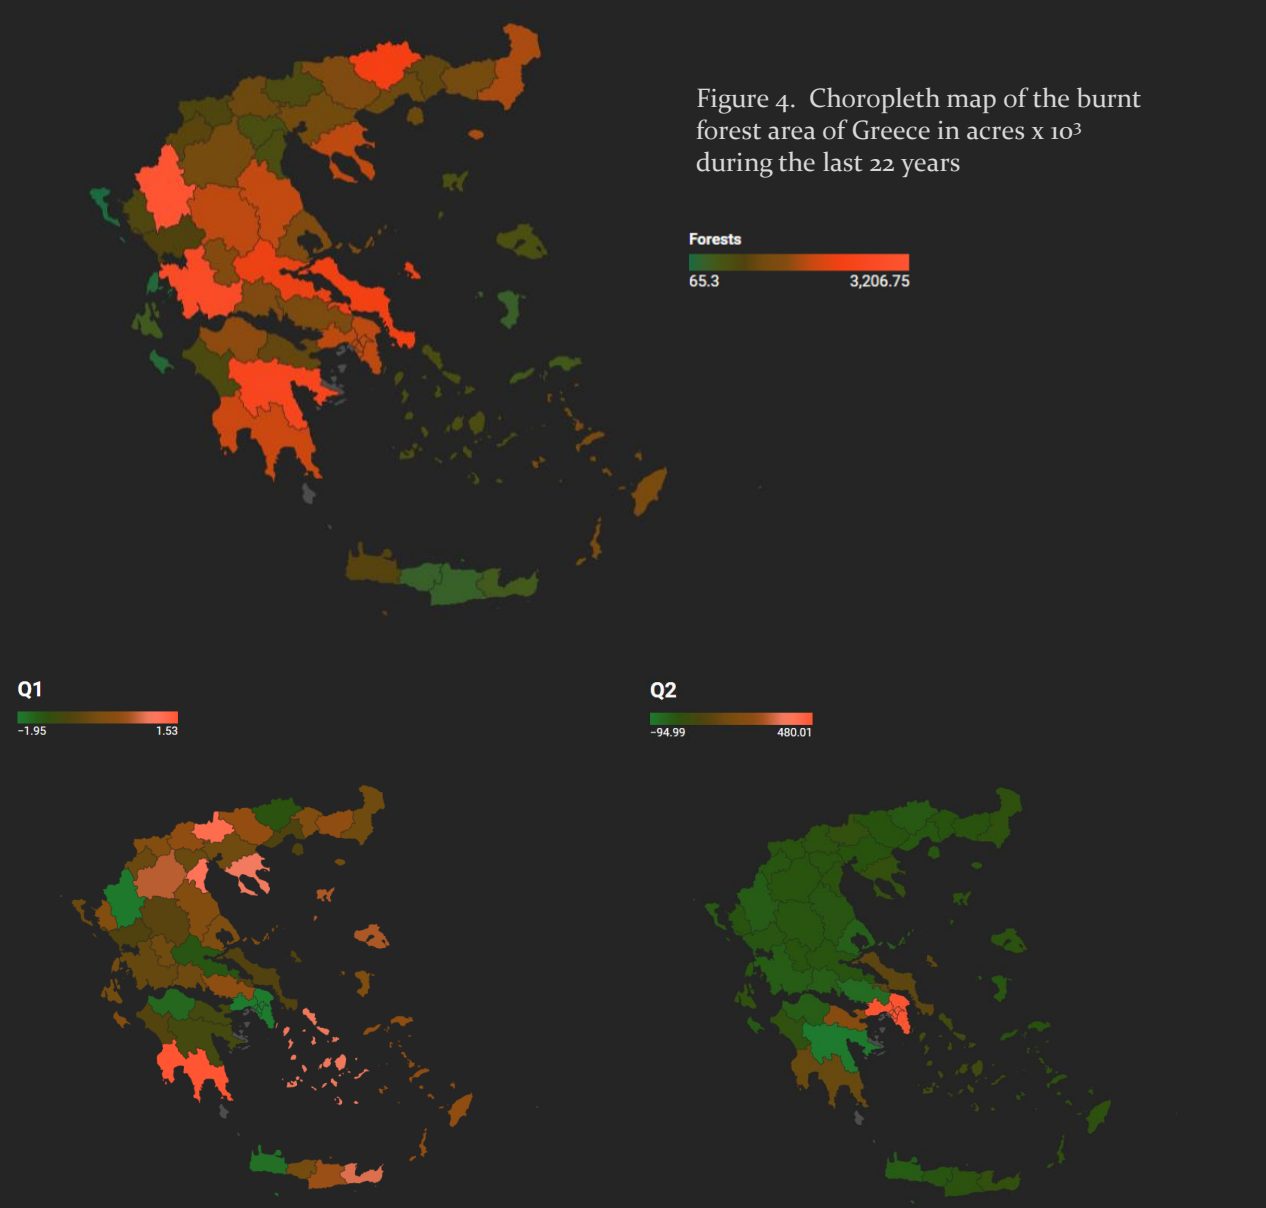 Figure 4.  Choropleth map of the burnt
forest area of Greece in acres x 10³
during the last 22 years
Forests
65.3 3,206.75
Q1
−1.95 1.53
Q2
−94.99 480.01